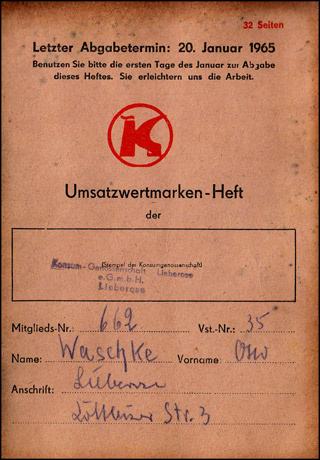 32 Seiten
Letzter Abgabetermin: 20. Januar 1965
Benutzen Sie bitte die ersten Tage des Januar zur Abgabe
dieses Heftes. Sie erleichtern uns die Arbeit.
K
Umsatzwertmarken-Heft
der
(Stempel der Konsumgenossenschaft)
Konsum-Genossenschaft Lieberose
e.G.m.b.H.
Lieberose
Mitglieds-Nr.: 662 Vst.-Nr.: 35
Name: Waschke Vorname: Otto
Anschrift: Lieberose
Str. 3